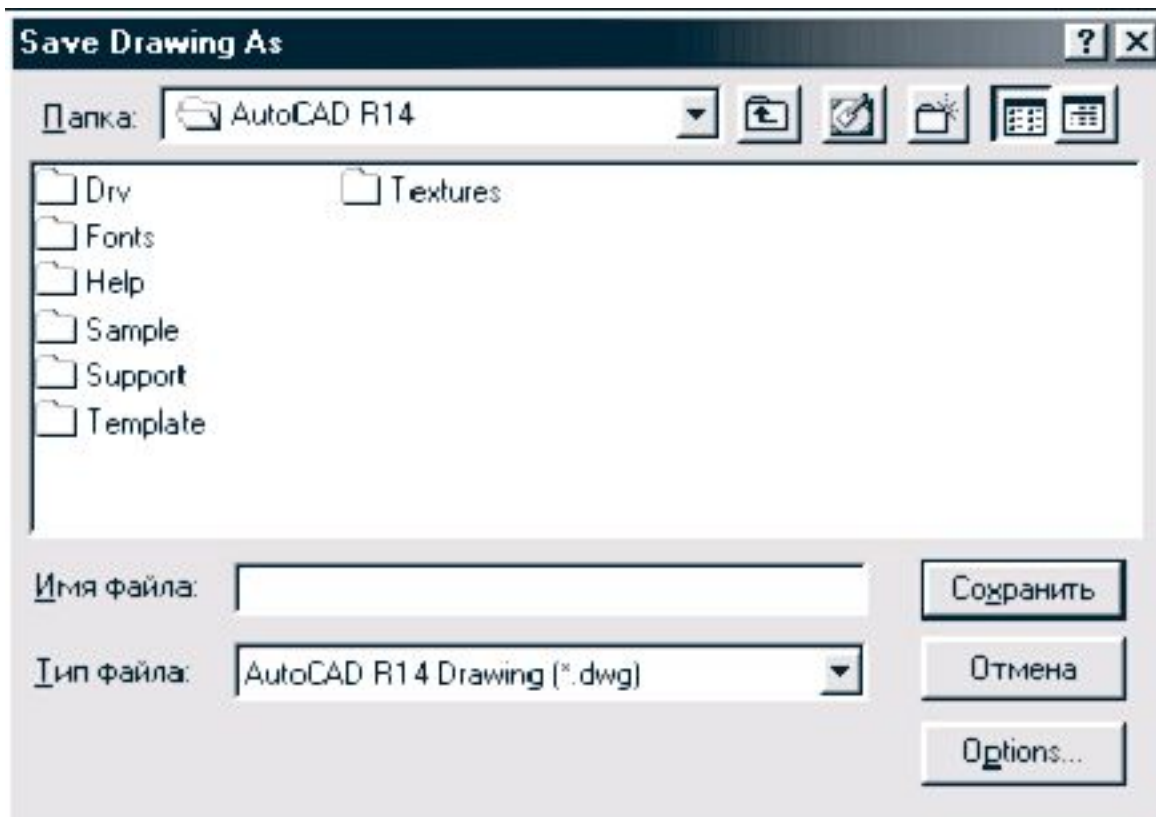 Save Drawing As
Папка: AutoCAD R14
Drv Textures
Fonts
Help
Sample
Support
Template
Имя файла: Сохранить
Тип файла: AutoCAD R14 Drawing (*.dwg) Отмена
Options...